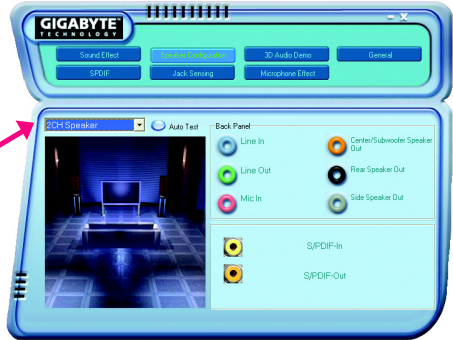 GIGABYTE™
TECHNOLOGY
– X
Sound Effect
Speaker Configuration
3D Audio Demo
General
SPDIF
Jack Sensing
Microphone Effect
2CH Speaker
Auto Test
Back Panel
Line In
Center/Subwoofer Speaker
Out
Line Out
Rear Speaker Out
Mic In
Side Speaker Out
S/PDIF-In
S/PDIF-Out